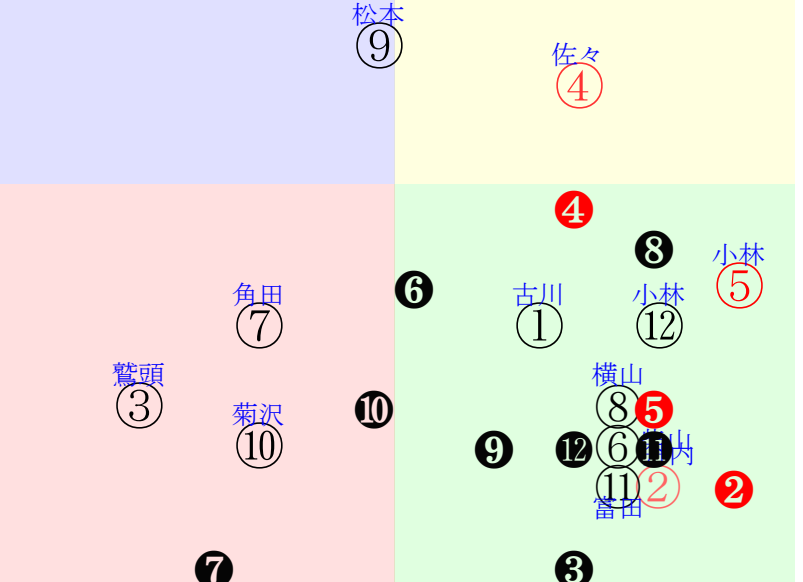 松本
⑨
佐々
④
❹
❽
小林
⑤
❻
角田
⑦
古川
①
小林
⑫
鷲頭
③
横山
⑧
❺
❿
菊沢
⑩
❾
⓬
⑥
⓫
山
内
⑪
②
❷
富田
❼
❸